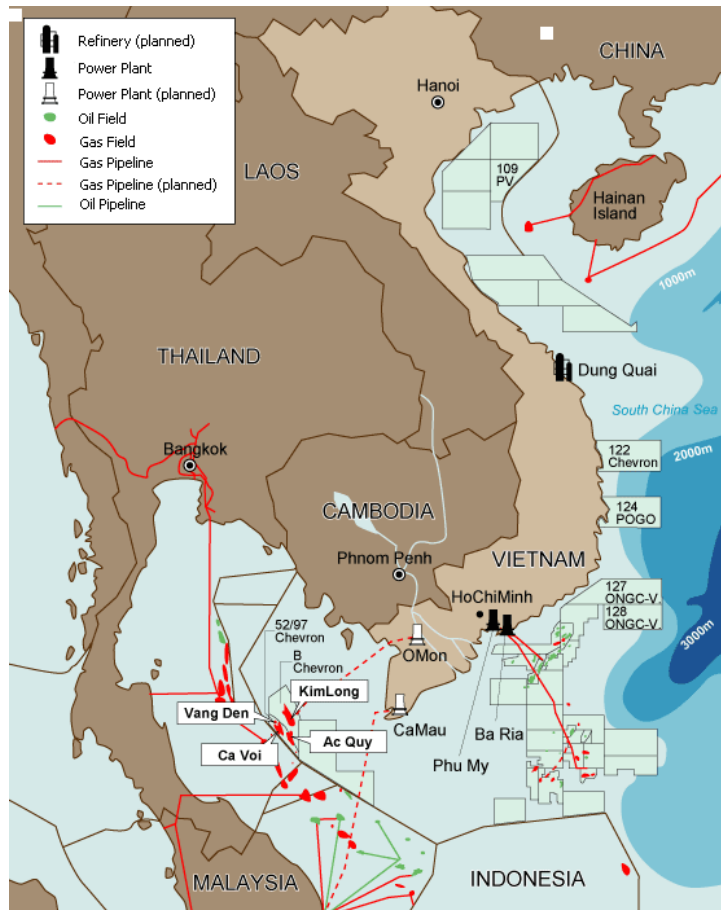 Refinery (planned)
Power Plant
Power Plant (planned)
Oil Field
Gas Field
Gas Pipeline
Gas Pipeline (planned)
Oil Pipeline
CHINA
Hanoi
LAOS
109
PV
Hainan
Island
1000m
THAILAND
Dung Quai
South China Sea
Bangkok
122
Chevron
2000m
CAMBODIA
124
POGO
Phnom Penh
VIETNAM
HoChiMinh
127
ONGC-V
128
ONGC-V
3000m
52/97
Chevron
B
Chevron
OMon
KimLong
Vang Den
CaMau
Ba Ria
Ca Voi
Ac Quy
Phu My
MALAYSIA
INDONESIA